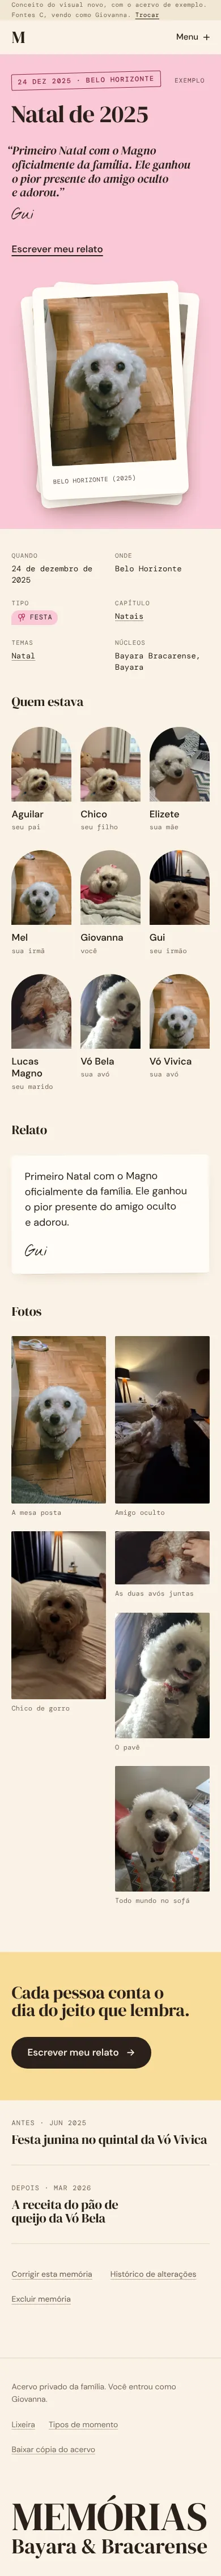 Conceito do visual novo, com o acervo de exemplo.
Fontes C, vendo como Giovanna. Trocar
M
Menu +
24 DEZ 2025 · BELO HORIZONTE
EXEMPLO
Natal de 2025
“Primeiro Natal com o Magno
oficialmente da família. Ele ganhou
o pior presente do amigo oculto
e adorou.”
Gui
Escrever meu relato
BELO HORIZONTE (2025)
QUANDO
24 de dezembro de
2025
ONDE
Belo Horizonte
TIPO
FESTA
CAPÍTULO
Natais
TEMAS
Natal
NÚCLEOS
Bayara Bracarense,
Bayara
Quem estava
Aguilar
seu pai
Chico
seu filho
Elizete
sua mãe
Mel
sua irmã
Giovanna
você
Gui
seu irmão
Lucas
Magno
seu marido
Vó Bela
sua avó
Vó Vivica
sua avó
Relato
Primeiro Natal com o Magno
oficialmente da família. Ele ganhou
o pior presente do amigo oculto
e adorou.
Gui
Fotos
A mesa posta
Amigo oculto
Chico de gorro
As duas avós juntas
O pavê
Todo mundo no sofá
Cada pessoa conta o
dia do jeito que lembra.
Escrever meu relato →
ANTES · JUN 2025
Festa junina no quintal da Vó Vivica
DEPOIS · MAR 2026
A receita do pão de
queijo da Vó Bela
Corrigir esta memória
Histórico de alterações
Excluir memória
Acervo privado da família. Você entrou como
Giovanna.
Lixeira
Tipos de momento
Baixar cópia do acervo
MEMÓRIAS
Bayara & Bracarense